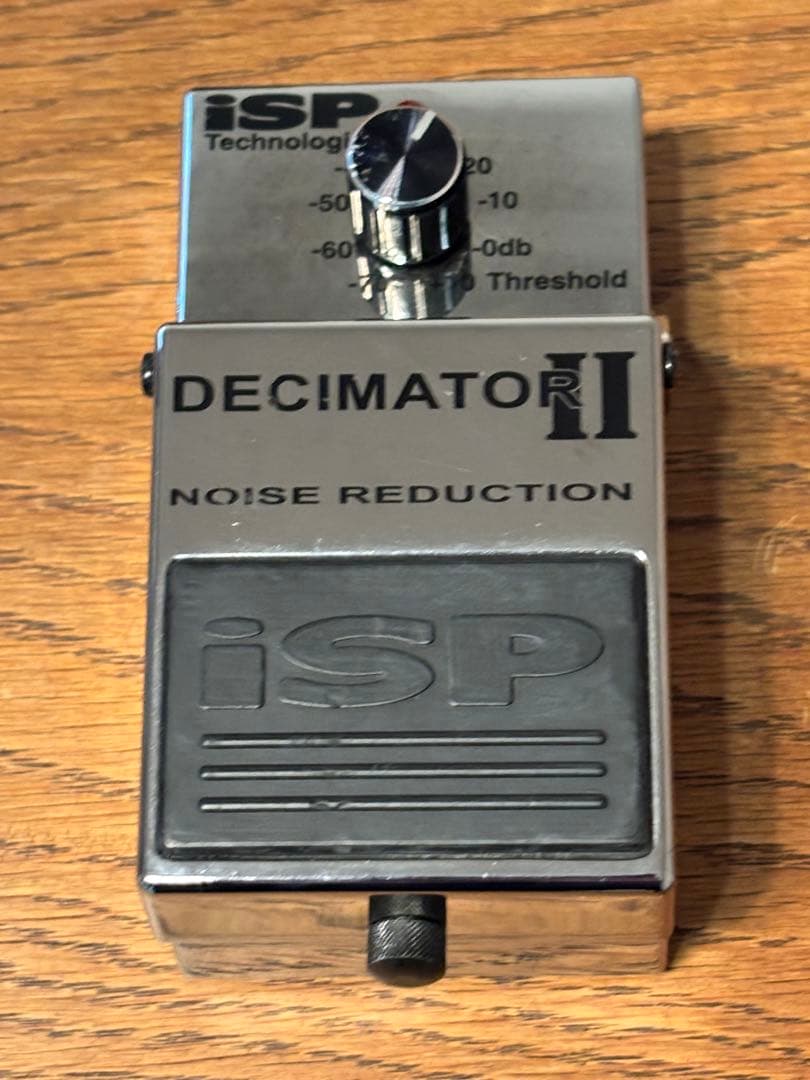 iSP
Technologi
20
-50 -10
-60 -0db
Threshold
DECIMATOR II
NOISE REDUCTION
iSP